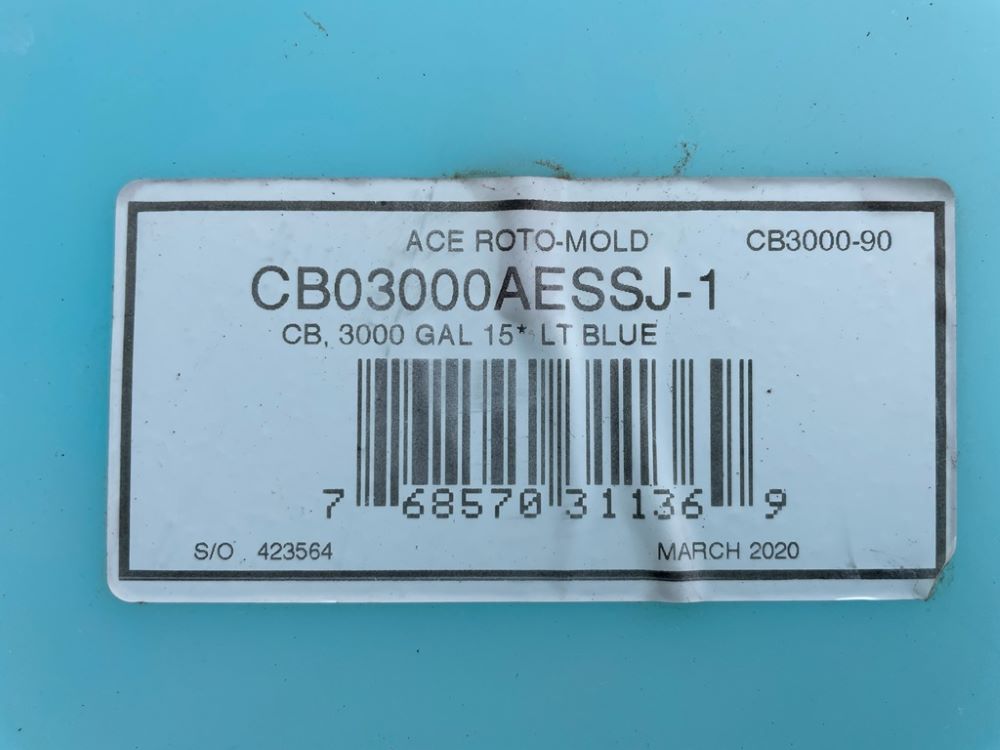 ACE ROTO-MOLD CB3000-90
CB03000AESSJ-1
CB, 3000 GAL 15* LT BLUE
7 68570 31136 9
S/O 423564 MARCH 2020